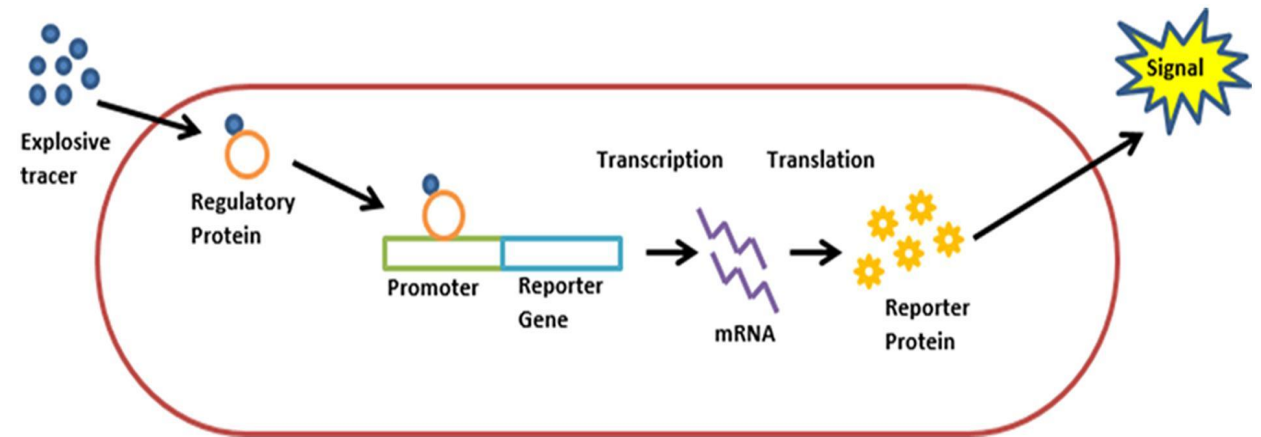 Signal
Explosive
tracer
Regulatory
Protein
Transcription
Translation
Promoter
Reporter
Gene
mRNA
Reporter
Protein